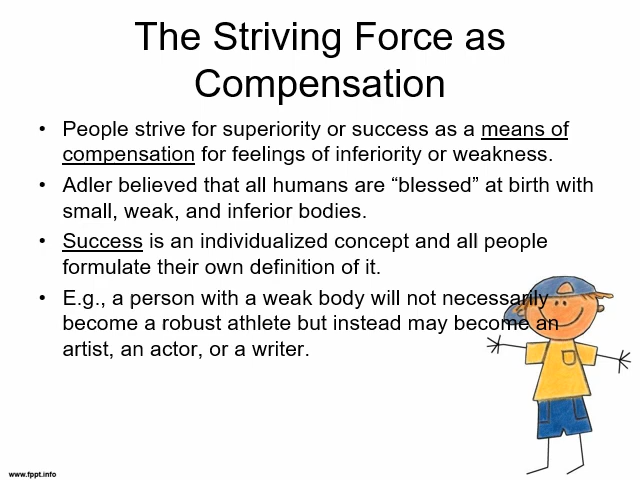 The Striving Force as
Compensation
• People strive for superiority or success as a means of
compensation for feelings of inferiority or weakness.
• Adler believed that all humans are “blessed” at birth with
small, weak, and inferior bodies.
• Success is an individualized concept and all people
formulate their own definition of it.
• E.g., a person with a weak body will not necessarily
become a robust athlete but instead may become an
artist, an actor, or a writer.
www.fppt.info